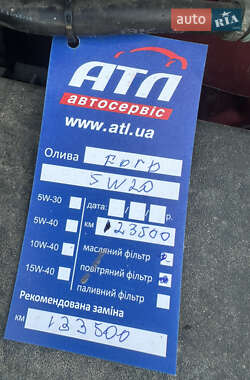 auto RIA
АТЛ
автосервіс
www.atl.ua
Олива Ford
5W20
5W-30 дата: / / р.
5W-40 км 123500
10W-40 масляний фільтр
15W-40 повітряний фільтр
паливний фільтр
Рекомендована заміна
км 133500